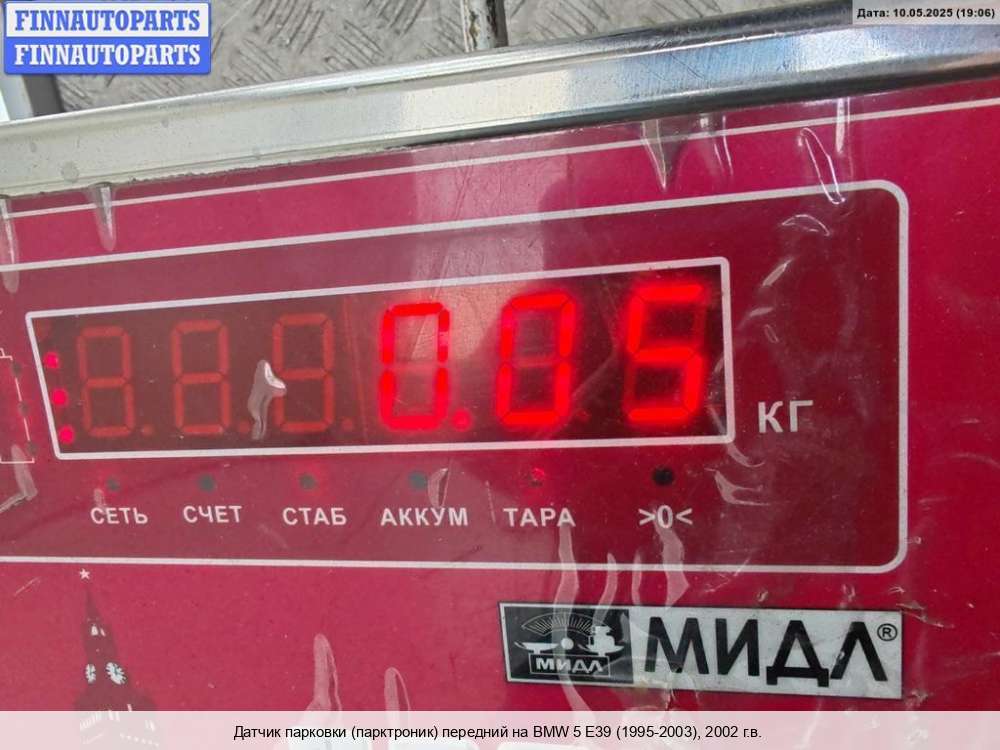 FINNAUTOPARTS
FINNAUTOPARTS
Дата: 10.05.2025 (19:06)
0.05
КГ
СЕТЬ СЧЕТ СТАБ АККУМ ТАРА >0<
МИДЛ МИДЛ®
Датчик парковки (парктроник) передний на BMW 5 E39 (1995-2003), 2002 г.в.